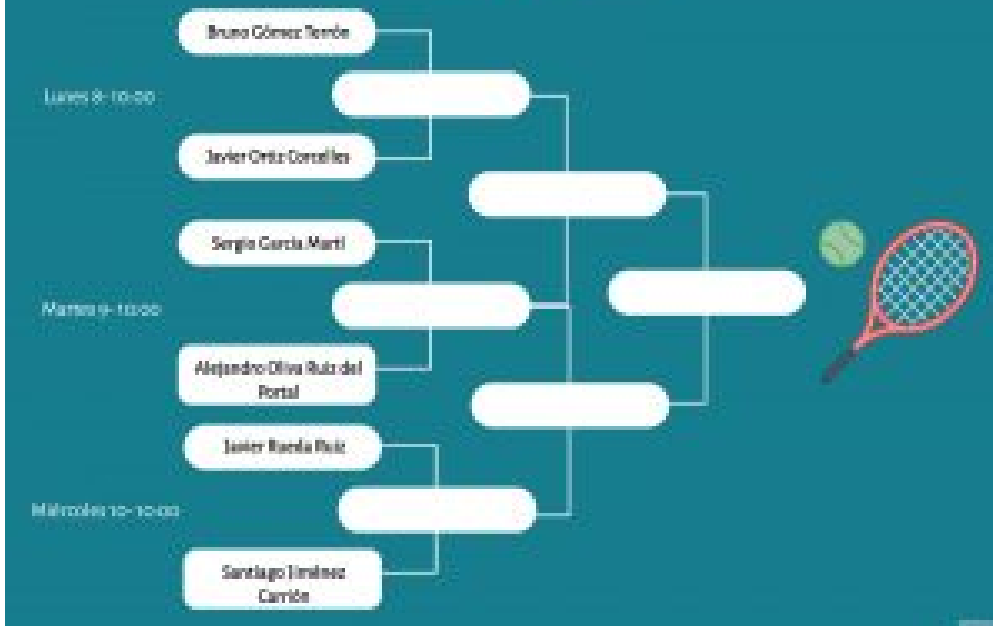 Bruno Gómez Terrón
Lunes 8- 10:00
Javier Ortiz Corcelles
Sergio García Martí
Martes 9- 10:00
Alejandro Oliva Ruiz del
Portal
Javier Rueda Ruiz
Miércoles 10- 10:00
Santiago Jiménez
Carrión